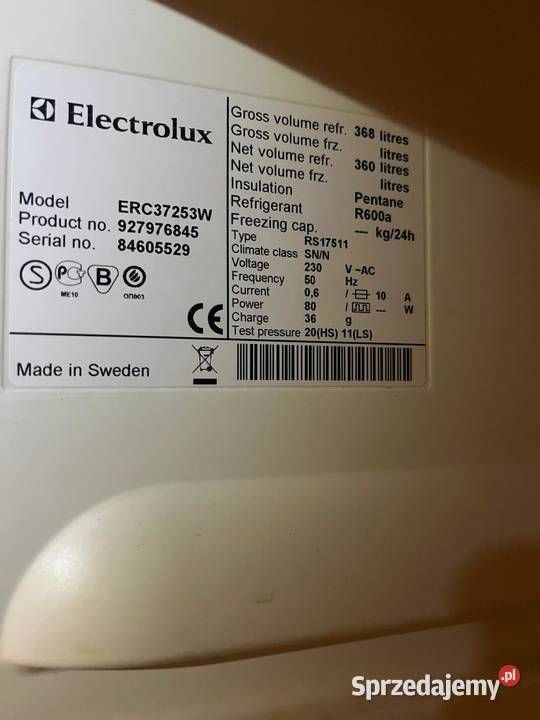 Electrolux
Model ERC37253W
Product no. 927976845
Serial no. 84605529
S PC B
ME10 ОП003
CE
Made in Sweden
Gross volume refr. 368 litres
Gross volume frz. litres
Net volume refr. 360 litres
Net volume frz. litres
Insulation Pentane
Refrigerant R600a
Freezing cap. --- kg/24h
Type RS17511
Climate class SN/N
Voltage 230 V ~AC
Frequency 50 Hz
Current 0,6 / 10 A
Power 80 / --- W
Charge 36 g
Test pressure 20(HS) 11(LS)
Sprzedajemy.pl